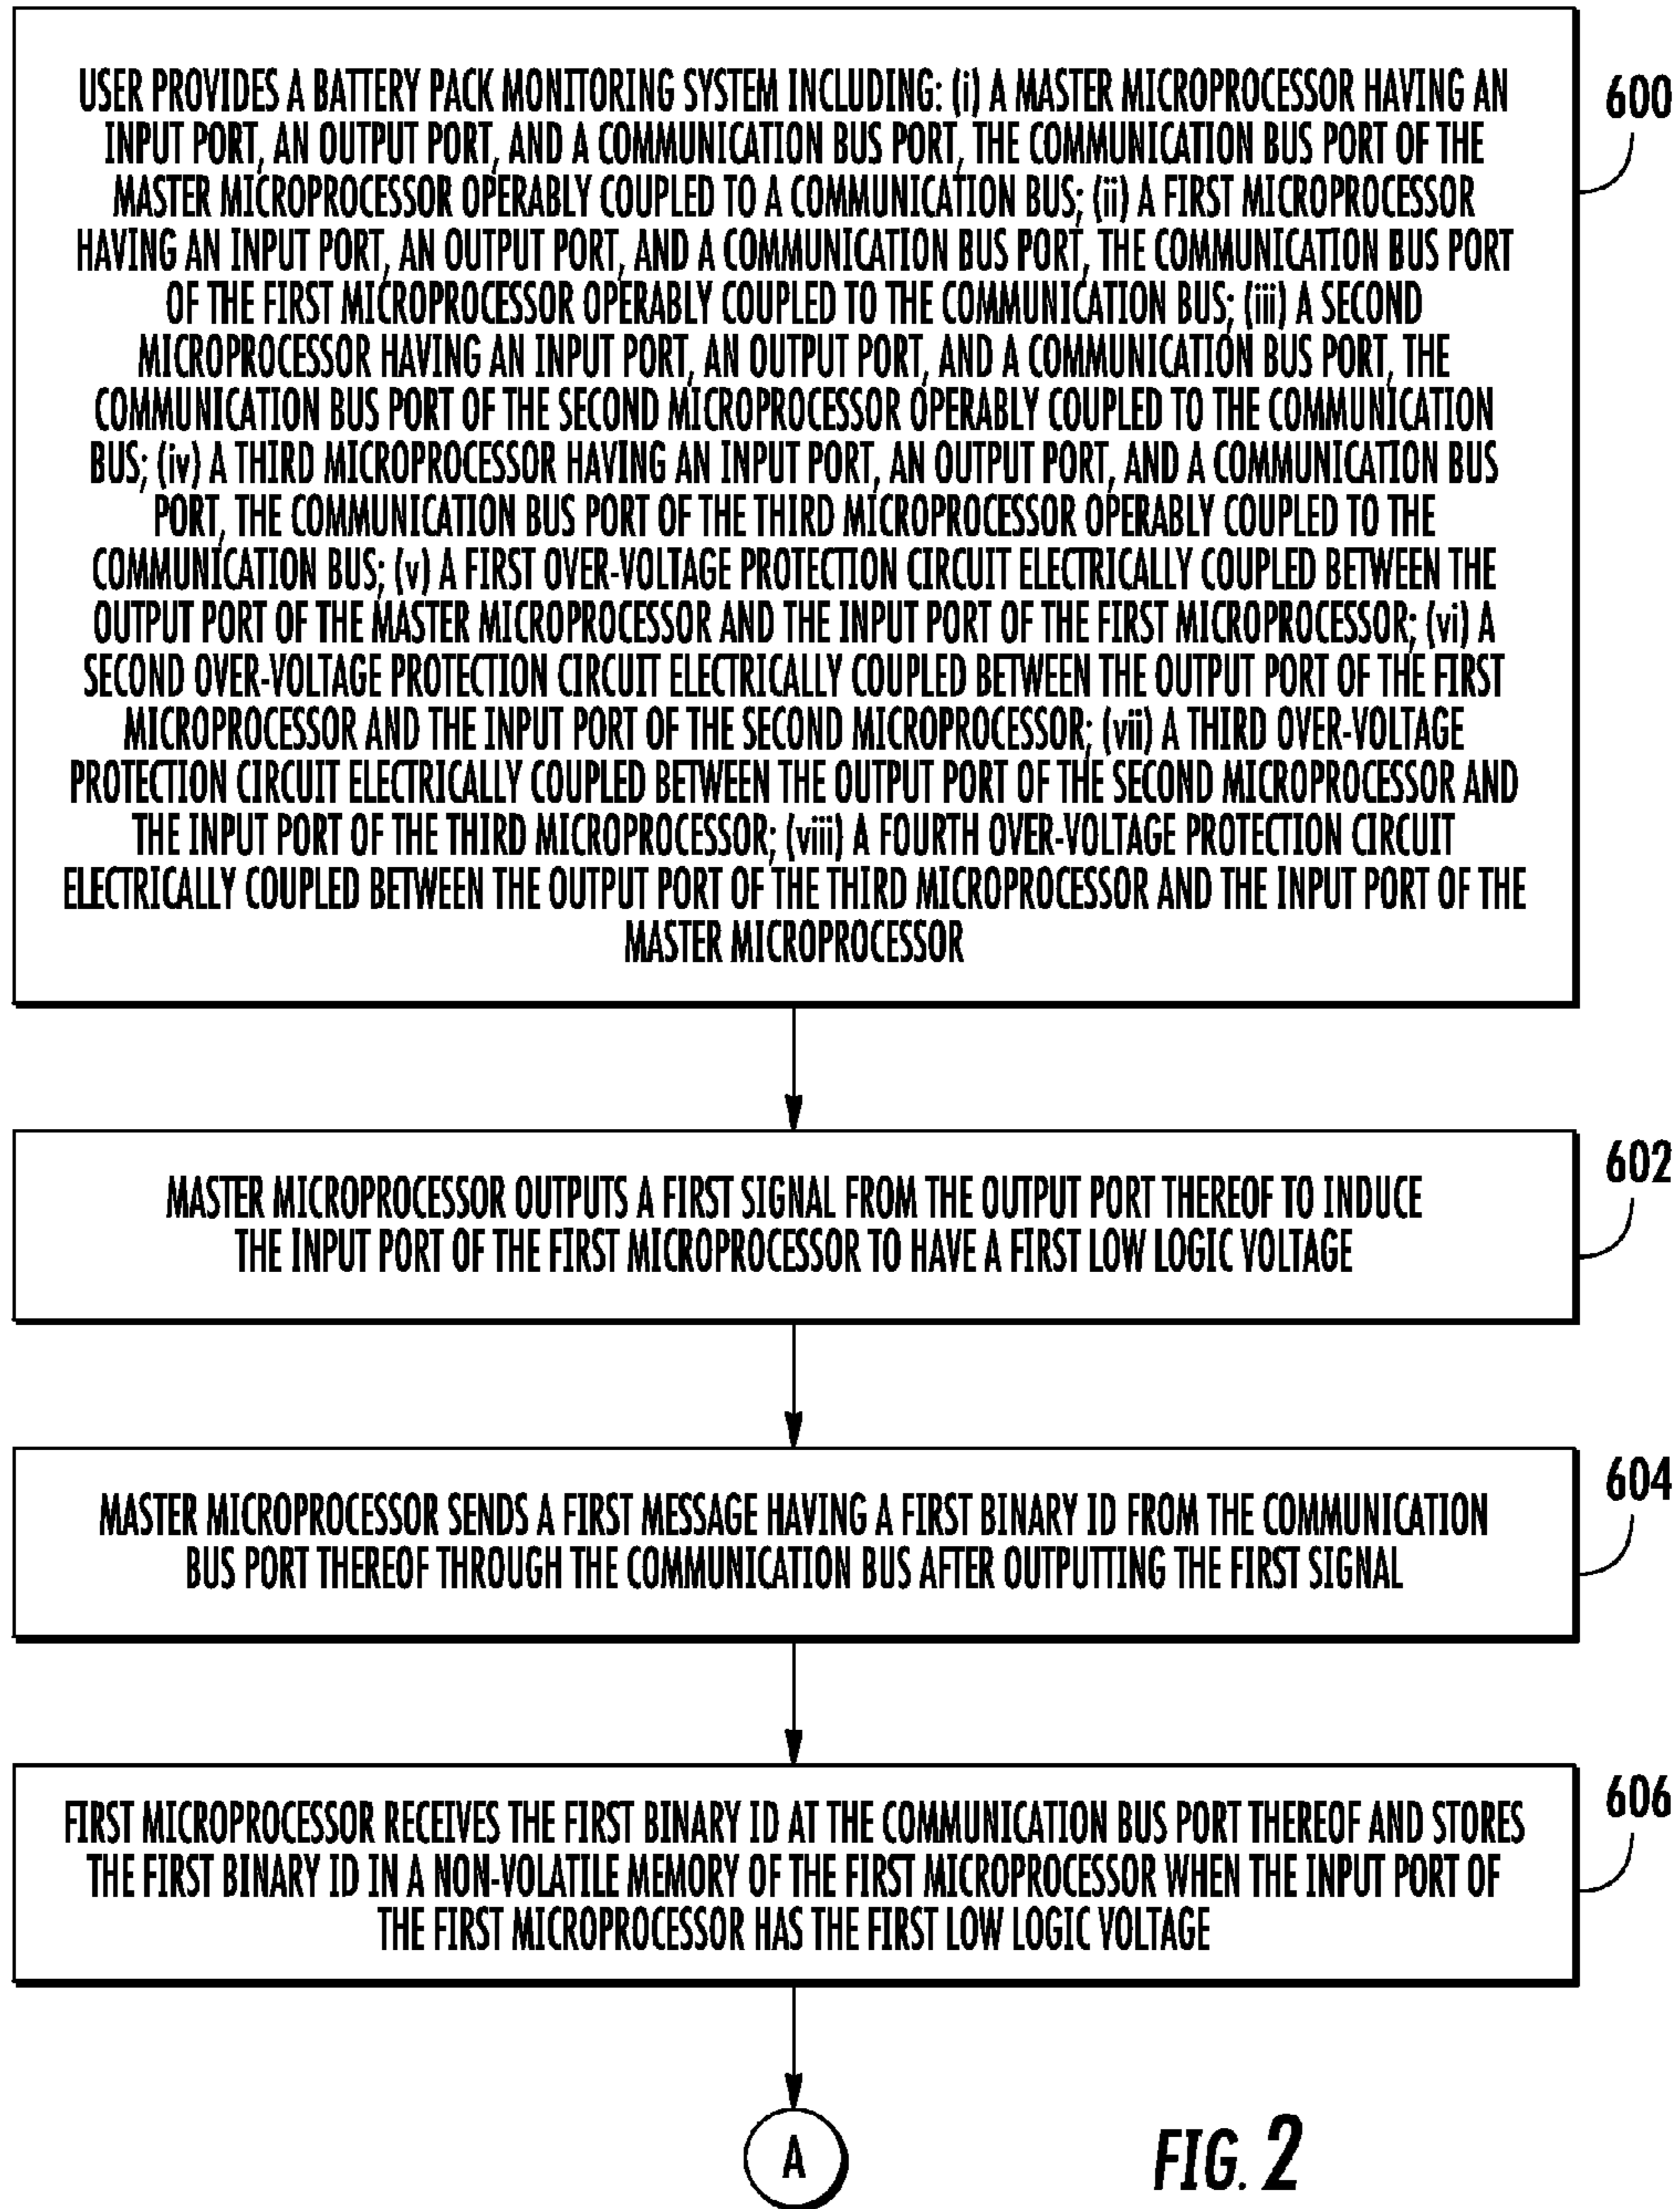 USER PROVIDES A BATTERY PACK MONITORING SYSTEM INCLUDING: (i) A MASTER MICROPROCESSOR HAVING AN
INPUT PORT, AN OUTPUT PORT, AND A COMMUNICATION BUS PORT, THE COMMUNICATION BUS PORT OF THE
MASTER MICROPROCESSOR OPERABLY COUPLED TO A COMMUNICATION BUS; (ii) A FIRST MICROPROCESSOR
HAVING AN INPUT PORT, AN OUTPUT PORT, AND A COMMUNICATION BUS PORT, THE COMMUNICATION BUS PORT
OF THE FIRST MICROPROCESSOR OPERABLY COUPLED TO THE COMMUNICATION BUS; (iii) A SECOND
MICROPROCESSOR HAVING AN INPUT PORT, AN OUTPUT PORT, AND A COMMUNICATION BUS PORT, THE
COMMUNICATION BUS PORT OF THE SECOND MICROPROCESSOR OPERABLY COUPLED TO THE COMMUNICATION
BUS; (iv) A THIRD MICROPROCESSOR HAVING AN INPUT PORT, AN OUTPUT PORT, AND A COMMUNICATION BUS
PORT, THE COMMUNICATION BUS PORT OF THE THIRD MICROPROCESSOR OPERABLY COUPLED TO THE
COMMUNICATION BUS; (v) A FIRST OVER-VOLTAGE PROTECTION CIRCUIT ELECTRICALLY COUPLED BETWEEN THE
OUTPUT PORT OF THE MASTER MICROPROCESSOR AND THE INPUT PORT OF THE FIRST MICROPROCESSOR; (vi) A
SECOND OVER-VOLTAGE PROTECTION CIRCUIT ELECTRICALLY COUPLED BETWEEN THE OUTPUT PORT OF THE FIRST
MICROPROCESSOR AND THE INPUT PORT OF THE SECOND MICROPROCESSOR; (vii) A THIRD OVER-VOLTAGE
PROTECTION CIRCUIT ELECTRICALLY COUPLED BETWEEN THE OUTPUT PORT OF THE SECOND MICROPROCESSOR AND
THE INPUT PORT OF THE THIRD MICROPROCESSOR; (viii) A FOURTH OVER-VOLTAGE PROTECTION CIRCUIT
ELECTRICALLY COUPLED BETWEEN THE OUTPUT PORT OF THE THIRD MICROPROCESSOR AND THE INPUT PORT OF THE
MASTER MICROPROCESSOR
600
MASTER MICROPROCESSOR OUTPUTS A FIRST SIGNAL FROM THE OUTPUT PORT THEREOF TO INDUCE
THE INPUT PORT OF THE FIRST MICROPROCESSOR TO HAVE A FIRST LOW LOGIC VOLTAGE
602
MASTER MICROPROCESSOR SENDS A FIRST MESSAGE HAVING A FIRST BINARY ID FROM THE COMMUNICATION
BUS PORT THEREOF THROUGH THE COMMUNICATION BUS AFTER OUTPUTTING THE FIRST SIGNAL
604
FIRST MICROPROCESSOR RECEIVES THE FIRST BINARY ID AT THE COMMUNICATION BUS PORT THEREOF AND STORES
THE FIRST BINARY ID IN A NON-VOLATILE MEMORY OF THE FIRST MICROPROCESSOR WHEN THE INPUT PORT OF
THE FIRST MICROPROCESSOR HAS THE FIRST LOW LOGIC VOLTAGE
606
A
FIG. 2